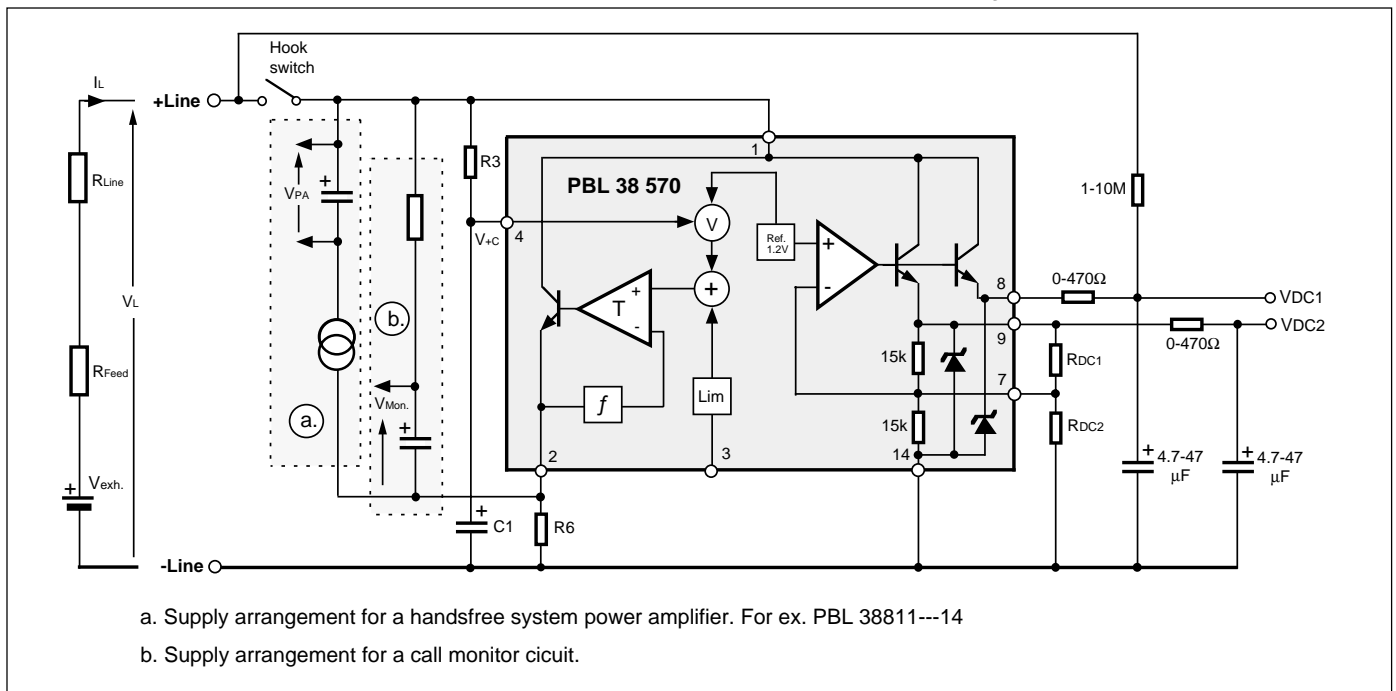 Hook
switch
IL
+Line
R3
1
PBL 38 570
1-10M
RLine
VPA
+
V+C
4
V
Ref.
1.2V
+
-
8
0-470Ω
VDC1
VL
+
T
+
-
VDC2
9
0-470Ω
b.
15k
RDC1
RFeed
VMon.
ƒ
Lim
7
a.
+
15k
RDC2
2
3
14
+
4.7-47
µF
+
4.7-47
µF
+
Vexh.
+
C1
R6
-Line
a. Supply arrangement for a handsfree system power amplifier. For ex. PBL 38811---14
b. Supply arrangement for a call monitor cicuit.